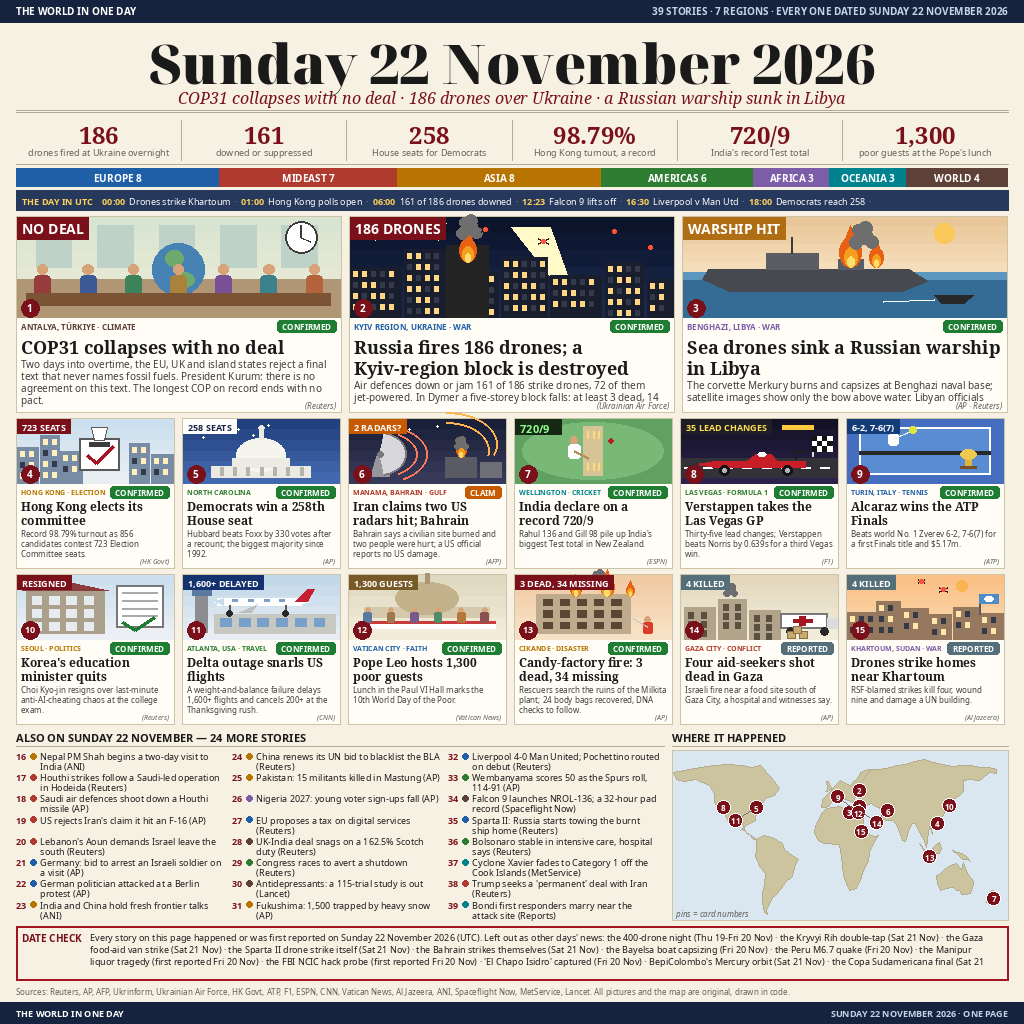 THE WORLD IN ONE DAY
39 STORIES · 7 REGIONS · EVERY ONE DATED SUNDAY 22 NOVEMBER 2026
Sunday 22 November 2026
COP31 collapses with no deal · 186 drones over Ukraine · a Russian warship sunk in Libya
186
drones fired at Ukraine overnight
161
downed or suppressed
258
House seats for Democrats
98.79%
Hong Kong turnout, a record
720/9
India's record Test total
1,300
poor guests at the Pope's lunch
EUROPE 8
MIDEAST 7
ASIA 8
AMERICAS 6
AFRICA 3
OCEANIA 3
WORLD 4
THE DAY IN UTC 00:00 Drones strike Khartoum · 01:00 Hong Kong polls open · 06:00 161 of 186 drones downed · 12:23 Falcon 9 lifts off · 16:30 Liverpool v Man Utd · 18:00 Democrats reach 258 ·
NO DEAL
1
ANTALYA, TÜRKIYE · CLIMATE
CONFIRMED
COP31 collapses with no deal
Two days into overtime, the EU, UK and island states reject a final
text that never names fossil fuels. President Kurum: there is no
agreement on this text. The longest COP on record ends with no
pact.
(Reuters)
186 DRONES
2
KYIV REGION, UKRAINE · WAR
CONFIRMED
Russia fires 186 drones; a
Kyiv-region block is destroyed
Air defences down or jam 161 of 186 strike drones, 72 of them
jet-powered. In Dymer a five-storey block falls: at least 3 dead, 14
(Ukrainian Air Force)
WARSHIP HIT
3
BENGHAZI, LIBYA · WAR
CONFIRMED
Sea drones sink a Russian warship
in Libya
The corvette Merkury burns and capsizes at Benghazi naval base;
satellite images show only the bow above water. Libyan officials
(AP · Reuters)
723 SEATS
4
HONG KONG · ELECTION
CONFIRMED
Hong Kong elects its
committee
Record 98.79% turnout as 856
candidates contest 723 Election
Committee seats.
(HK Govt)
258 SEATS
5
NORTH CAROLINA
CONFIRMED
Democrats win a 258th
House seat
Hubbard beats Foxx by 330 votes after
a recount; the biggest majority since
1992.
(AP)
2 RADARS?
6
MANAMA, BAHRAIN · GULF
CLAIM
Iran claims two US
radars hit; Bahrain
Bahrain says a civilian site burned and
two people were hurt; a US official
reports no US damage.
(AFP)
720/9
7
WELLINGTON · CRICKET
CONFIRMED
India declare on a
record 720/9
Rahul 136 and Gill 98 pile up India's
biggest Test total in New Zealand.
(ESPN)
35 LEAD CHANGES
8
LAS VEGAS · FORMULA 1
CONFIRMED
Verstappen takes the
Las Vegas GP
Thirty-five lead changes; Verstappen
beats Norris by 0.639s for a third Vegas
win.
(F1)
6-2, 7-6(7)
9
TURIN, ITALY · TENNIS
CONFIRMED
Alcaraz wins the ATP
Finals
Beats world No. 1 Zverev 6-2, 7-6(7) for
a first Finals title and $5.17m.
(ATP)
RESIGNED
10
SEOUL · POLITICS
CONFIRMED
Korea's education
minister quits
Choi Kyo-jin resigns over last-minute
anti-AI-cheating chaos at the college
exam.
(Reuters)
1,600+ DELAYED
11
ATLANTA, USA · TRAVEL
CONFIRMED
Delta outage snarls US
flights
A weight-and-balance failure delays
1,600+ flights and cancels 200+ at the
Thanksgiving rush.
(CNN)
1,300 GUESTS
12
VATICAN CITY · FAITH
CONFIRMED
Pope Leo hosts 1,300
poor guests
Lunch in the Paul VI Hall marks the
10th World Day of the Poor.
(Vatican News)
3 DEAD, 34 MISSING
13
CIKANDE · DISASTER
CONFIRMED
Candy-factory fire: 3
dead, 34 missing
Rescuers search the ruins of the Milkita
plant; 24 body bags recovered, DNA
checks to follow.
(AP)
4 KILLED
14
GAZA CITY · CONFLICT
REPORTED
Four aid-seekers shot
dead in Gaza
Israeli fire near a food site south of
Gaza City, a hospital and witnesses say.
(AP)
4 KILLED
15
KHARTOUM, SUDAN · WAR
REPORTED
Drones strike homes
near Khartoum
RSF-blamed strikes kill four, wound
nine and damage a UN building.
(Al Jazeera)
ALSO ON SUNDAY 22 NOVEMBER — 24 MORE STORIES
16 Nepal PM Shah begins a two-day visit to
India (ANI)
17 Houthi strikes follow a Saudi-led operation
in Hodeida (Reuters)
18 Saudi air defences shoot down a Houthi
missile (AP)
19 US rejects Iran's claim it hit an F-16 (AP)
20 Lebanon's Aoun demands Israel leave the
south (Reuters)
21 Germany: bid to arrest an Israeli soldier on
a visit (AP)
22 German politician attacked at a Berlin
protest (AP)
23 India and China hold fresh frontier talks
(ANI)
24 China renews its UN bid to blacklist the BLA
(Reuters)
25 Pakistan: 15 militants killed in Mastung (AP)
26 Nigeria 2027: young voter sign-ups fall (AP)
27 EU proposes a tax on digital services
(Reuters)
28 UK-India deal snags on a 162.5% Scotch
duty (Reuters)
29 Congress races to avert a shutdown
(Reuters)
30 Antidepressants: a 115-trial study is out
(Lancet)
31 Fukushima: 1,500 trapped by heavy snow
(AP)
32 Liverpool 4-0 Man United; Pochettino routed
on debut (Reuters)
33 Wembanyama scores 50 as the Spurs roll,
114-91 (AP)
34 Falcon 9 launches NROL-136; a 32-hour pad
record (Spaceflight Now)
35 Sparta II: Russia starts towing the burnt
ship home (Reuters)
36 Bolsonaro stable in intensive care, hospital
says (Reuters)
37 Cyclone Xavier fades to Category 1 off the
Cook Islands (MetService)
38 Trump seeks a 'permanent' deal with Iran
(Reuters)
39 Bondi first responders marry near the
attack site (Reports)
WHERE IT HAPPENED
2
9
8
5
11
3
12
6
10
14
15
4
13
7
pins = card numbers
DATE CHECK
Every story on this page happened or was first reported on Sunday 22 November 2026 (UTC). Left out as other days' news: the 400-drone night (Thu 19-Fri 20 Nov) · the Kryvyi Rih double-tap (Sat 21 Nov) · the Gaza
food-aid van strike (Sat 21 Nov) · the Sparta II drone strike itself (Sat 21 Nov) · the Bahrain strikes themselves (Sat 21 Nov) · the Bayelsa boat capsizing (Fri 20 Nov) · the Peru M6.7 quake (Fri 20 Nov) · the Manipur
liquor tragedy (first reported Fri 20 Nov) · the FBI NCIC hack probe (first reported Fri 20 Nov) · 'El Chapo Isidro' captured (Fri 20 Nov) · BepiColombo's Mercury orbit (Sat 21 Nov) · the Copa Sudamericana final (Sat 21
Sources: Reuters, AP, AFP, Ukrinform, Ukrainian Air Force, HK Govt, ATP, F1, ESPN, CNN, Vatican News, Al Jazeera, ANI, Spaceflight Now, MetService, Lancet. All pictures and the map are original, drawn in code.
THE WORLD IN ONE DAY
SUNDAY 22 NOVEMBER 2026 · ONE PAGE